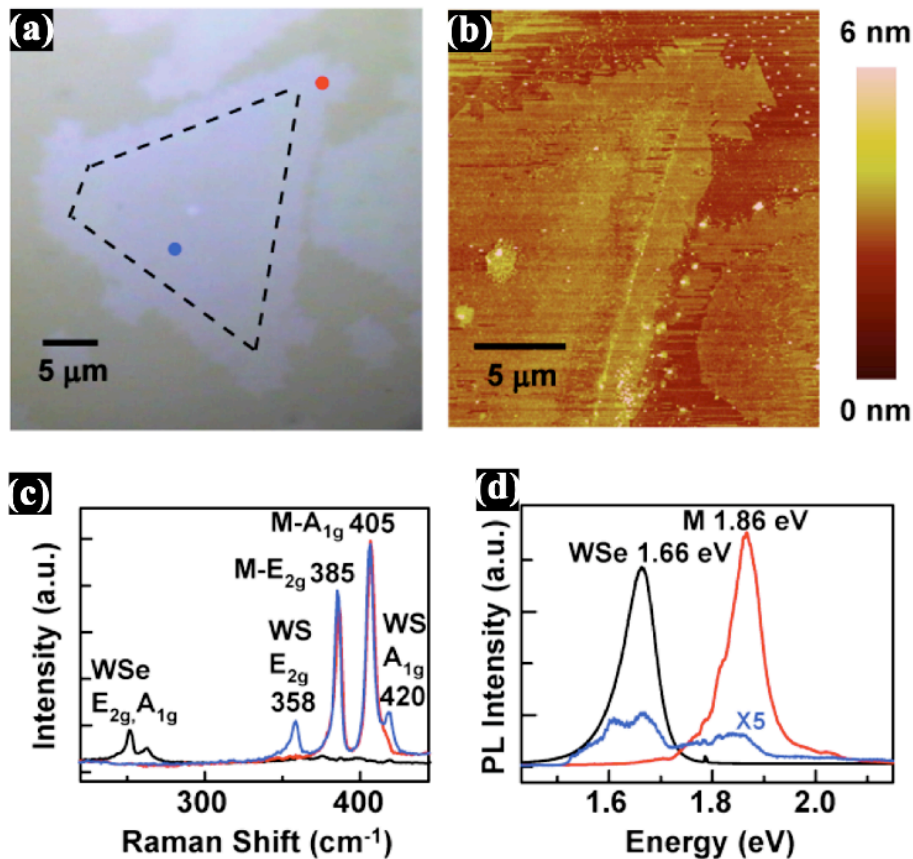 (a)
5 μm
(b)
5 μm
6 nm
0 nm
(c)
Intensity (a.u.)
M-A1g 405
M-E2g 385
WS
E2g
358
WS
A1g
420
WSe
E2g,A1g
300
400
Raman Shift (cm-1)
(d)
PL Intensity (a.u.)
M 1.86 eV
WSe 1.66 eV
X5
1.6
1.8
2.0
Energy (eV)